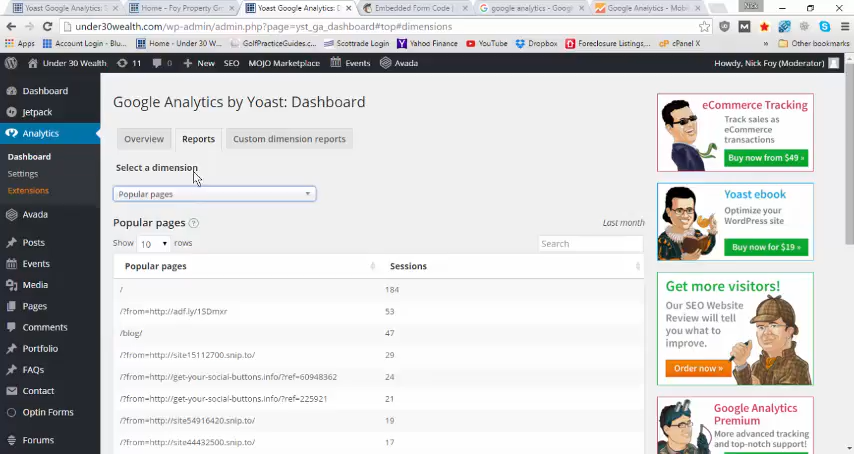 Nick
Yoast Google Analytics: S
Home - Foy Property Gr
Yoast Google Analytics: D
Embedded Form Code |
google analytics - Goog
Google Analytics - Mobi
under30wealth.com/wp-admin/admin.php?page=yst_ga_dashboard#top#dimensions
Apps
Account Login - Blu
Home - Under 30 W
GolfPracticeGuides.c
Scottrade Login
Yahoo Finance
YouTube
Dropbox
Foreclosure Listings,
cPanel X
Other bookmarks
Under 30 Wealth
11
0
New
SEO
MOJO Marketplace
Events
Avada
Howdy, Nick Foy (Moderator)
Dashboard
Jetpack
Analytics
Dashboard
Settings
Extensions
Avada
Posts
Events
Media
Pages
Comments
Portfolio
FAQs
Contact
Optin Forms
Forums
Google Analytics by Yoast: Dashboard
Overview
Reports
Custom dimension reports
Select a dimension
Popular pages
Popular pages ?
Last month
Show 10 rows
Search
Popular pages Sessions
/ 184
/?from=http://adf.ly/1SDmxr 53
/blog/ 47
/?from=http://site15112700.snip.to/ 29
/?from=http://get-your-social-buttons.info/?ref=60948362 24
/?from=http://get-your-social-buttons.info/?ref=225921 21
/?from=http://site54916420.snip.to/ 19
/?from=http://site44432500.snip.to/ 17
eCommerce Tracking
Track sales as
eCommerce
transactions
Buy now from $49 »
Yoast ebook
Optimize your
WordPress site
Buy now for $19 »
Get more visitors!
Our SEO Website
Review will tell
you what to
improve.
Order now »
Google Analytics
Premium
More advanced tracking
and top-notch support!